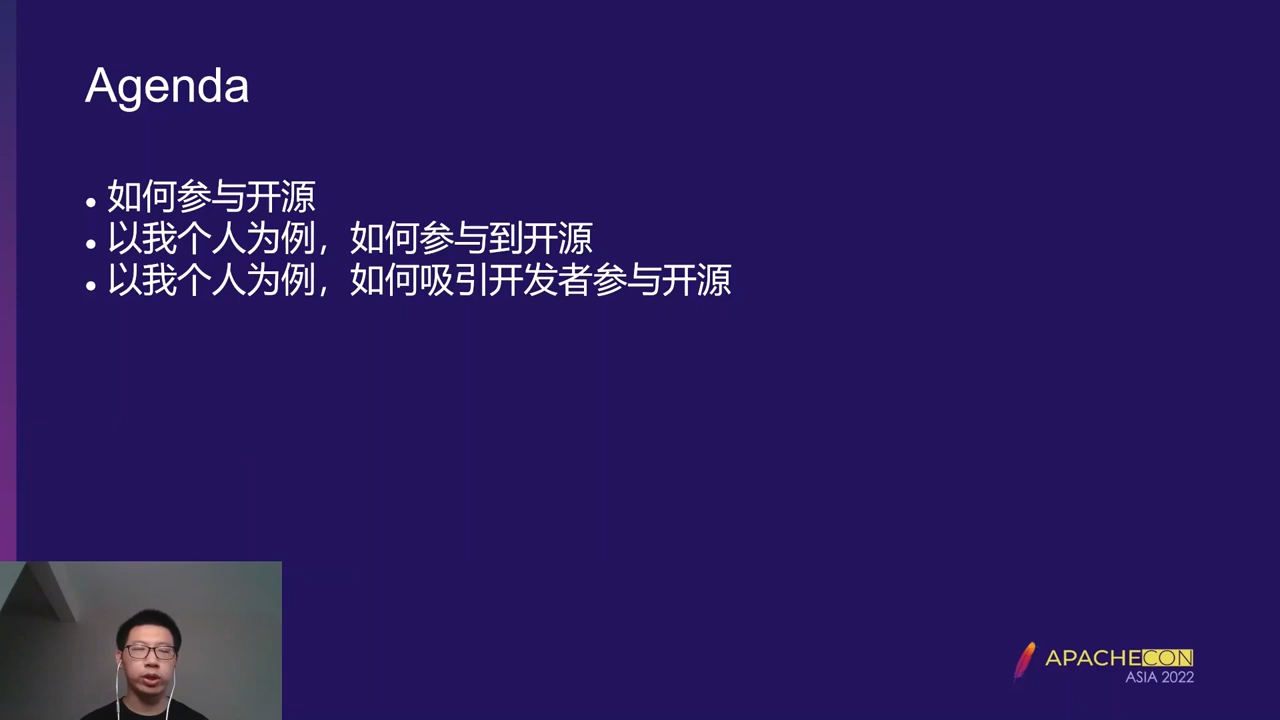 Agenda
如何参与开源
以我个人为例，如何参与到开源
以我个人为例，如何吸引开发者参与开源
APACHECON
ASIA 2022